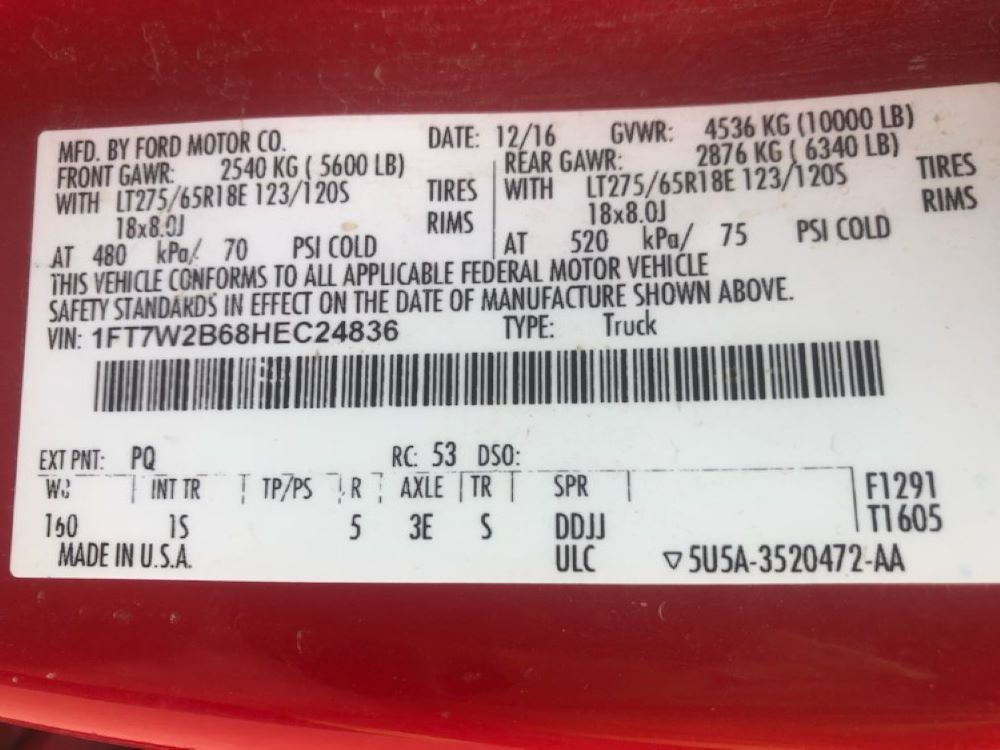 MFD. BY FORD MOTOR CO. DATE: 12/16 GVWR: 4536 KG (10000 LB)
FRONT GAWR: 2540 KG ( 5600 LB) REAR GAWR: 2876 KG ( 6340 LB)
WITH LT275/65R18E 123/120S TIRES WITH LT275/65R18E 123/120S TIRES
18x8.0J RIMS 18x8.0J RIMS
AT 480 kPa/ 70 PSI COLD AT 520 kPa/ 75 PSI COLD
THIS VEHICLE CONFORMS TO ALL APPLICABLE FEDERAL MOTOR VEHICLE
SAFETY STANDARDS IN EFFECT ON THE DATE OF MANUFACTURE SHOWN ABOVE.
VIN: 1FT7W2B68HEC24836 TYPE: Truck
EXT PNT: PQ RC: 53 DSO:
WB INT TR TP/PS R AXLE TR SPR F1291
160 1S 5 3E S DDJJ T1605
MADE IN U.S.A. ULC ▽5U5A-3520472-AA